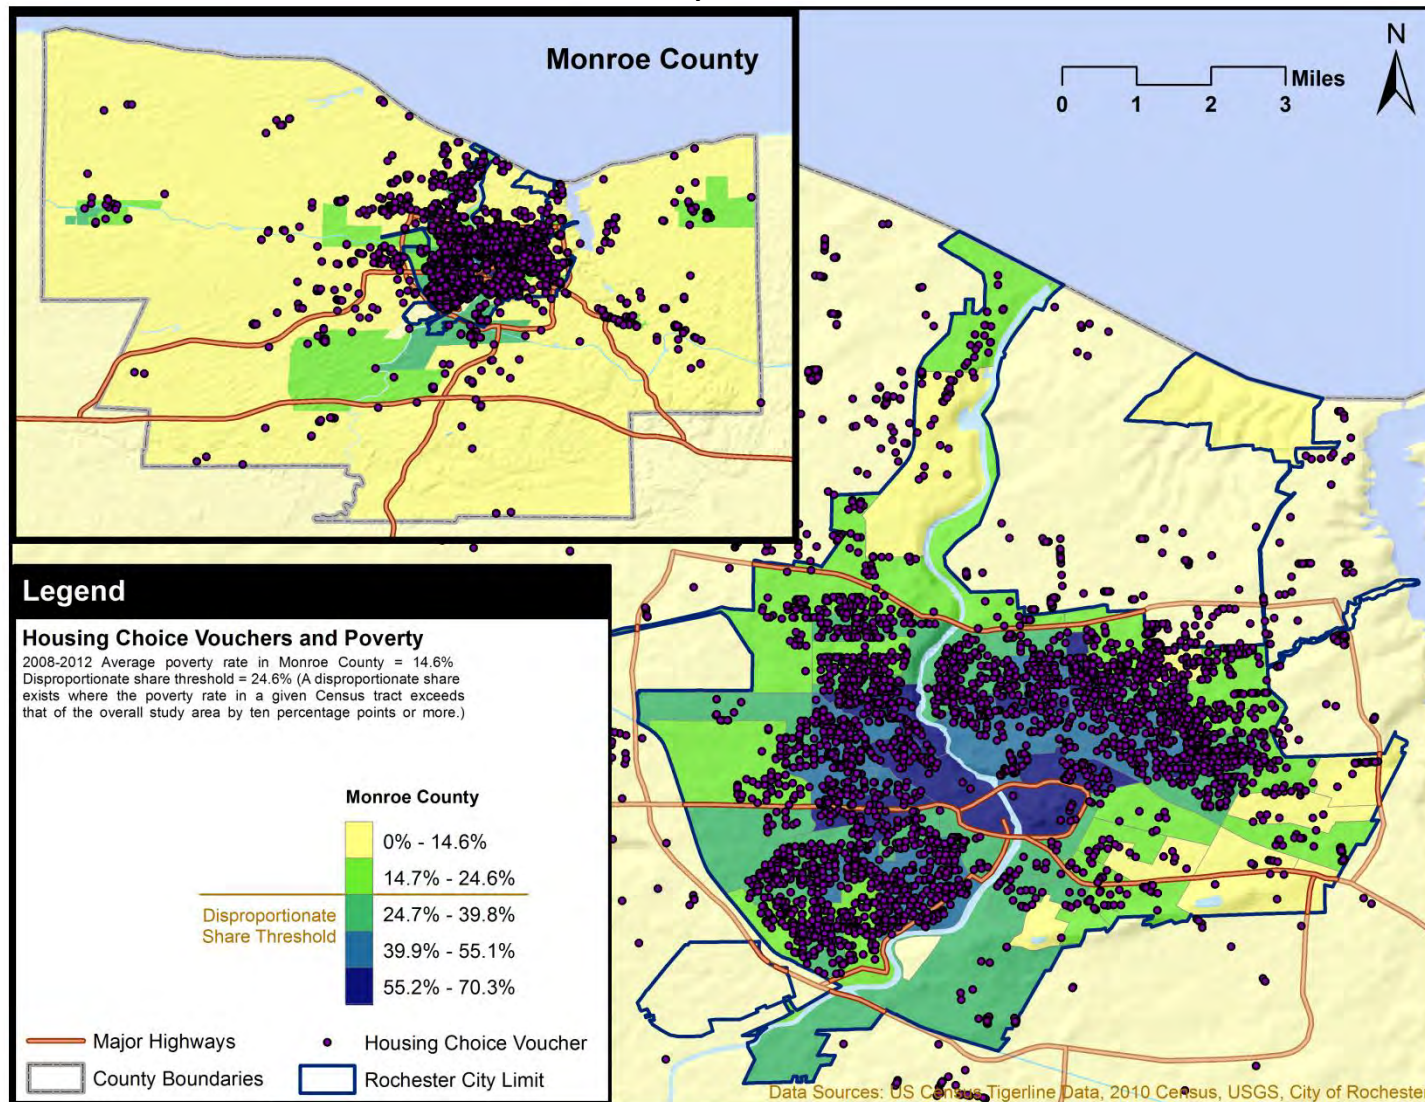 Monroe County
N
Miles
0 1 2 3
Legend
Housing Choice Vouchers and Poverty
2008-2012 Average poverty rate in Monroe County = 14.6%
Disproportionate share threshold = 24.6% (A disproportionate share
exists where the poverty rate in a given Census tract exceeds
that of the overall study area by ten percentage points or more.)
Monroe County
0% - 14.6%
14.7% - 24.6%
Disproportionate
Share Threshold
24.7% - 39.8%
39.9% - 55.1%
55.2% - 70.3%
Major Highways
Housing Choice Voucher
County Boundaries
Rochester City Limit
Data Sources: US Census Tigerline Data, 2010 Census, USGS, City of Rochester